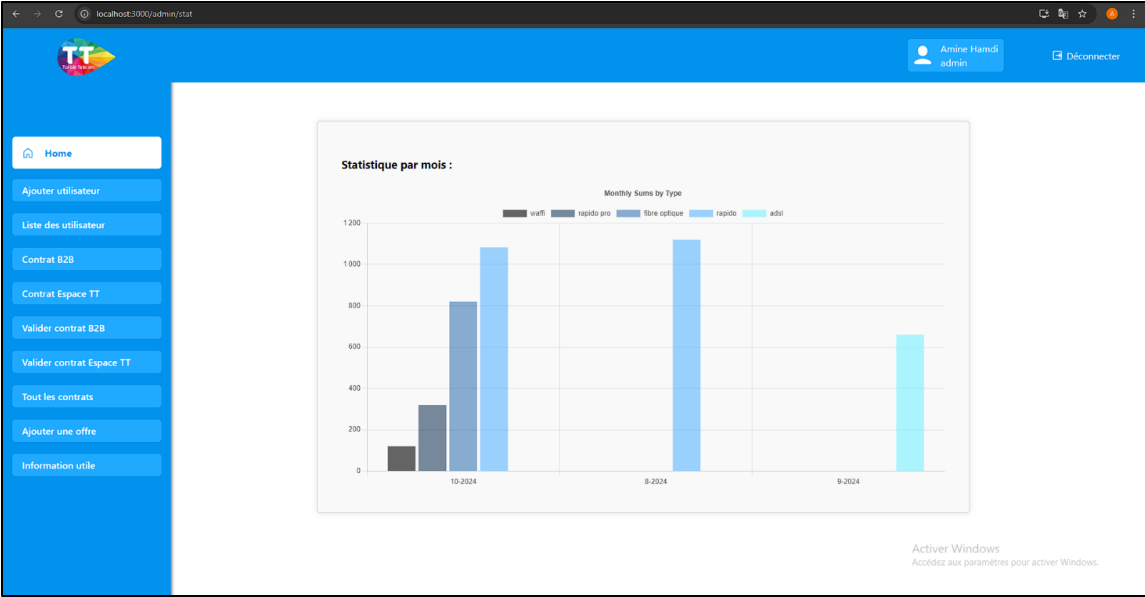 localhost:3000/admin/stat
A
TT
Tunisie Telecom
Amine Hamdi
admin
Déconnecter
Home
Ajouter utilisateur
Liste des utilisateur
Contrat B2B
Contrat Espace TT
Valider contrat B2B
Valider contrat Espace TT
Tout les contrats
Ajouter une offre
Information utile
Statistique par mois :
Monthly Sums by Type
waffi rapido pro fibre optique rapido adsl
1 200
1 000
800
600
400
200
0
10-2024 8-2024 9-2024
Activer Windows
Accédez aux paramètres pour activer Windows.